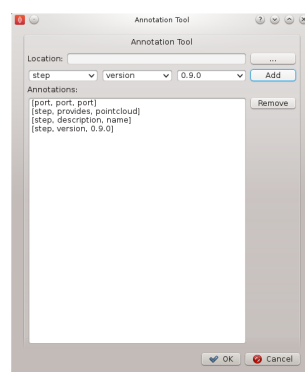 Annotation Tool
Annotation Tool
Location: ...
step version 0.9.0 Add
Annotations:
[port, port, port]
[step, provides, pointcloud]
[step, description, name]
[step, version, 0.9.0]
Remove
OK Cancel